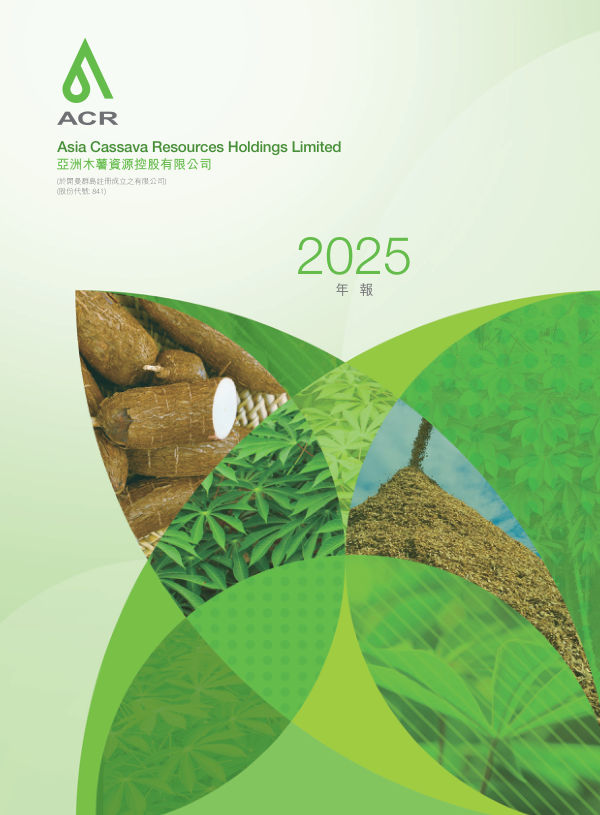 ACR
Asia Cassava Resources Holdings Limited
亞洲木薯資源控股有限公司
(於開曼群島註冊成立之有限公司)
(股份代號: 841)
2025
年 報